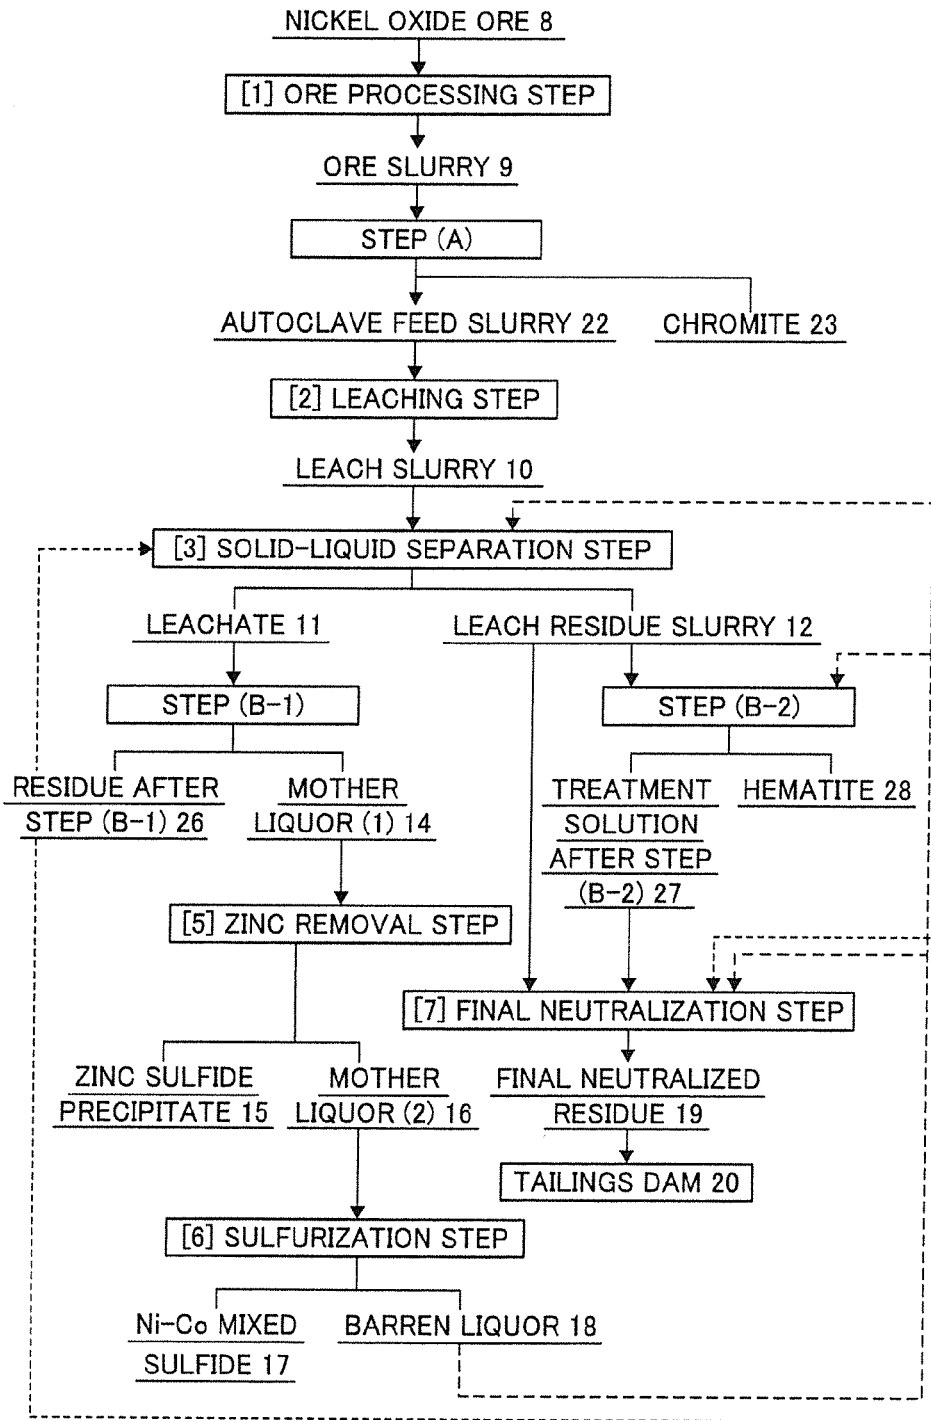 NICKEL OXIDE ORE 8
[1] ORE PROCESSING STEP
ORE SLURRY 9
STEP (A)
AUTOCLAVE FEED SLURRY 22
CHROMITE 23
[2] LEACHING STEP
LEACH SLURRY 10
[3] SOLID-LIQUID SEPARATION STEP
LEACHATE 11
LEACH RESIDUE SLURRY 12
STEP (B-1)
STEP (B-2)
RESIDUE AFTER
STEP (B-1) 26
MOTHER
LIQUOR (1) 14
TREATMENT
SOLUTION
AFTER STEP
(B-2) 27
HEMATITE 28
[5] ZINC REMOVAL STEP
[7] FINAL NEUTRALIZATION STEP
ZINC SULFIDE
PRECIPITATE 15
MOTHER
LIQUOR (2) 16
FINAL NEUTRALIZED
RESIDUE 19
TAILINGS DAM 20
[6] SULFURIZATION STEP
Ni-Co MIXED
SULFIDE 17
BARREN LIQUOR 18